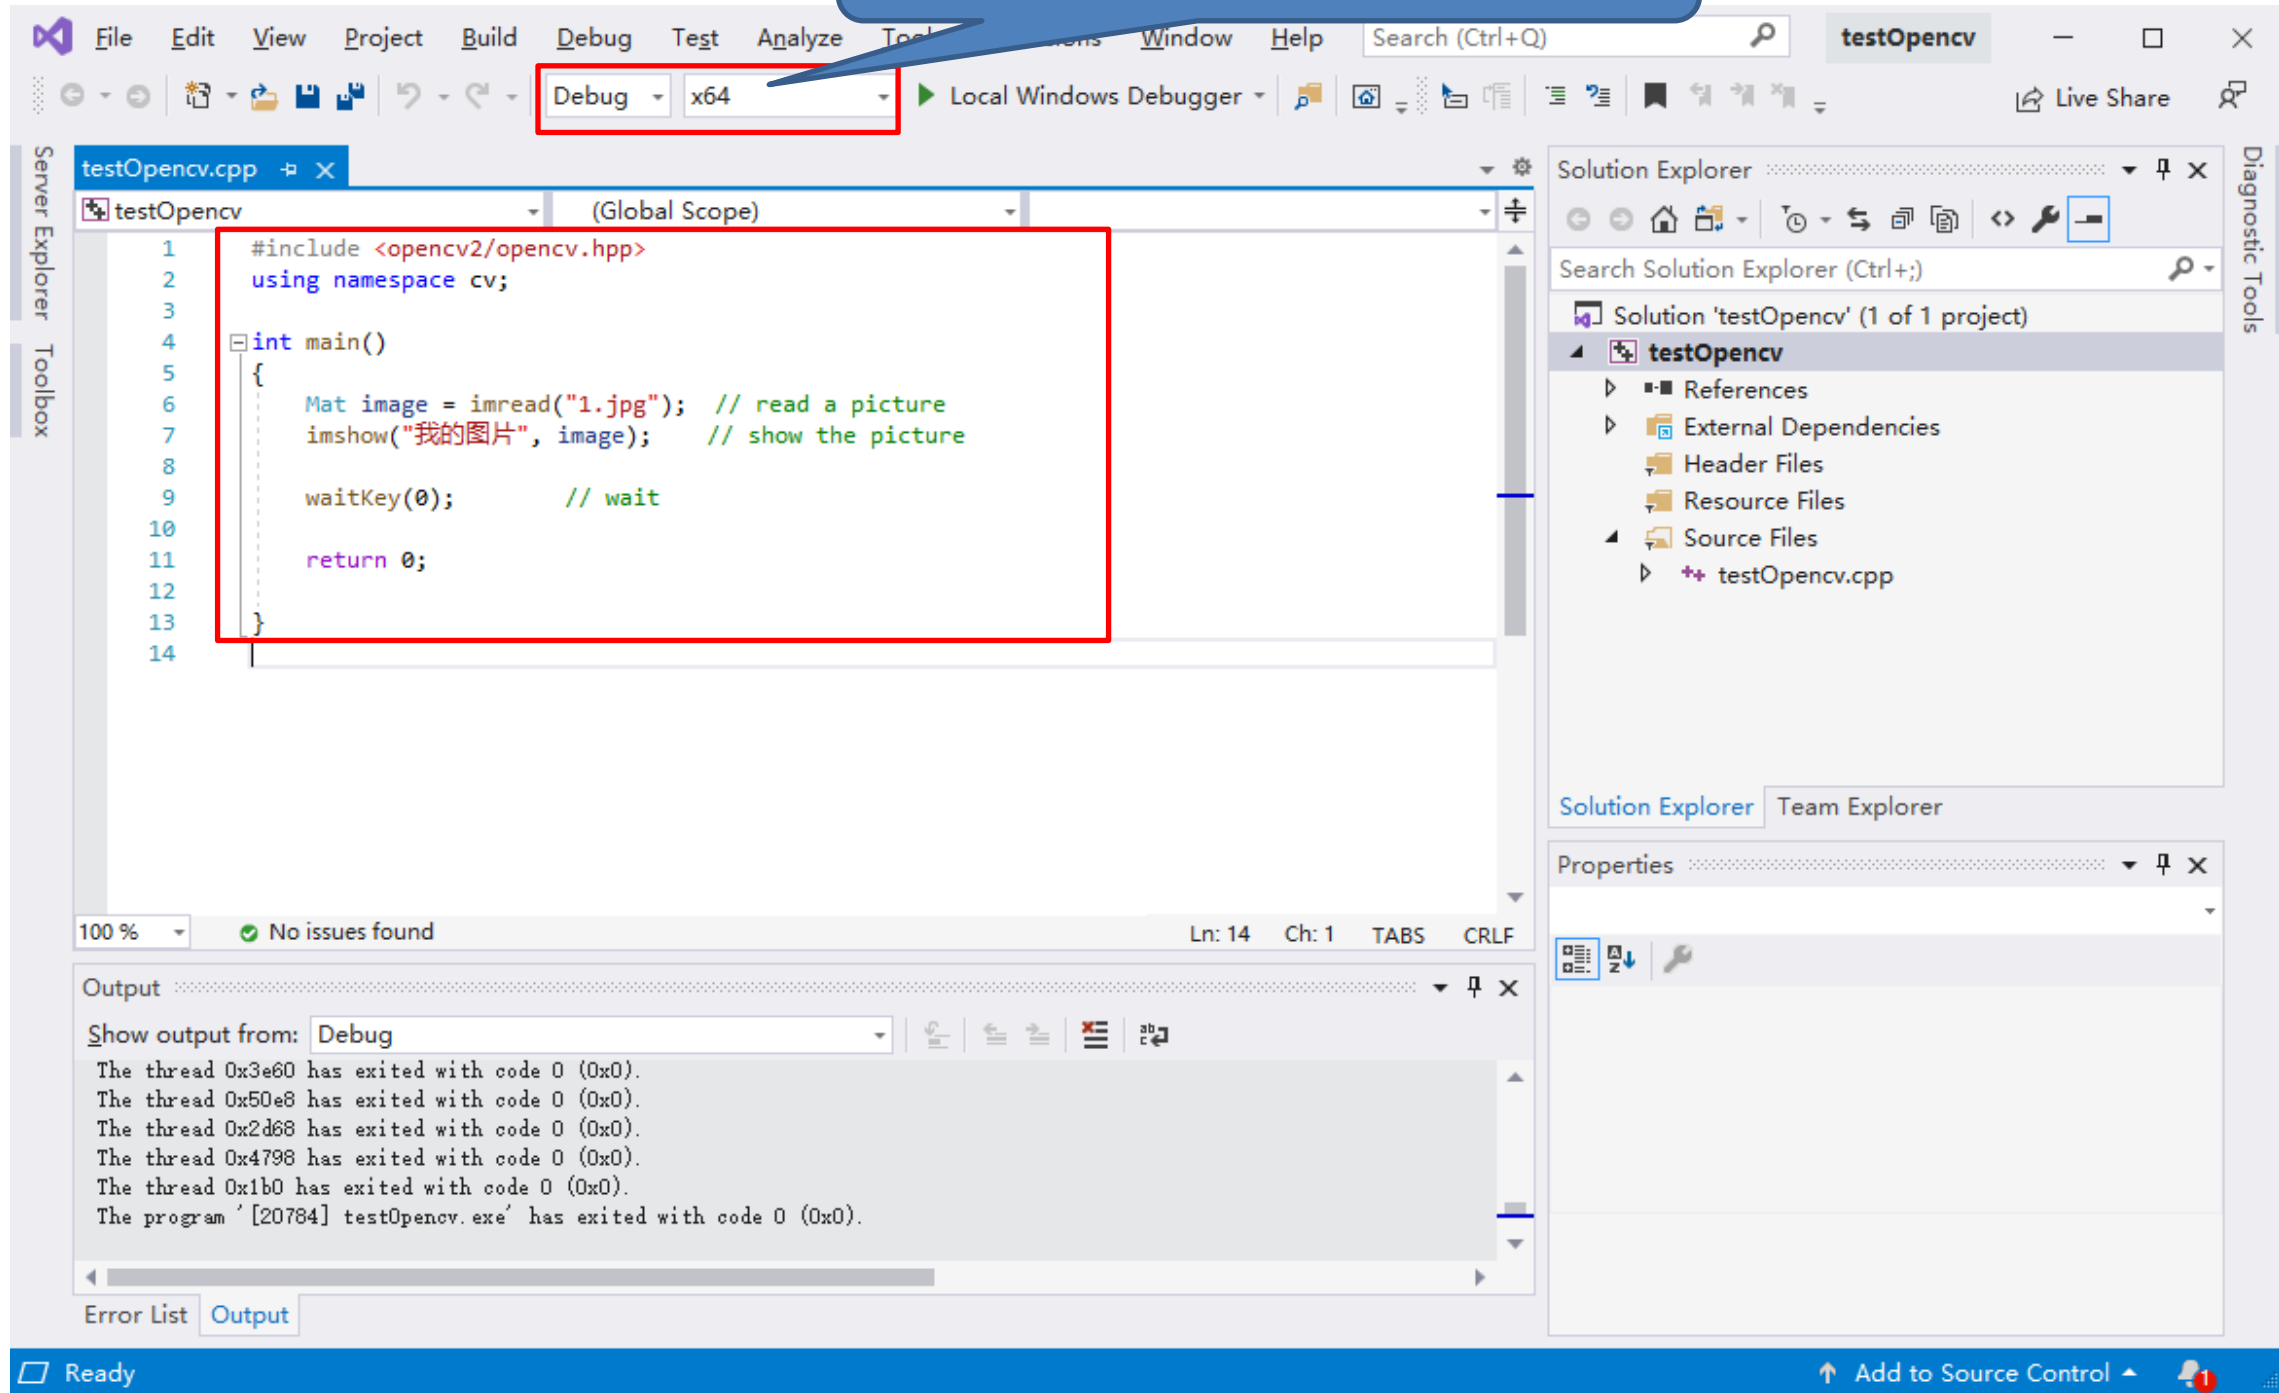 File Edit View Project Build Debug Test Analyze Window Help Search (Ctrl+Q) testOpencv
Debug x64 Local Windows Debugger Live Share
Server Explorer
Toolbox
testOpencv.cpp
testOpencv (Global Scope)
1 #include <opencv2/opencv.hpp>
2 using namespace cv;
3
4 int main()
5 {
6 Mat image = imread("1.jpg"); // read a picture
7 imshow("我的图片", image); // show the picture
8
9 waitKey(0); // wait
10
11 return 0;
12
13 }
14
100 % No issues found Ln: 14 Ch: 1 TABS CRLF
Output
Show output from: Debug
The thread 0x3e60 has exited with code 0 (0x0).
The thread 0x50e8 has exited with code 0 (0x0).
The thread 0x2d68 has exited with code 0 (0x0).
The thread 0x4798 has exited with code 0 (0x0).
The thread 0x1b0 has exited with code 0 (0x0).
The program '[20784] testOpencv.exe' has exited with code 0 (0x0).
Error List Output
Solution Explorer
Search Solution Explorer (Ctrl+;)
Solution 'testOpencv' (1 of 1 project)
testOpencv
References
External Dependencies
Header Files
Resource Files
Source Files
testOpencv.cpp
Solution Explorer Team Explorer
Properties
Diagnostic Tools
Ready Add to Source Control 1